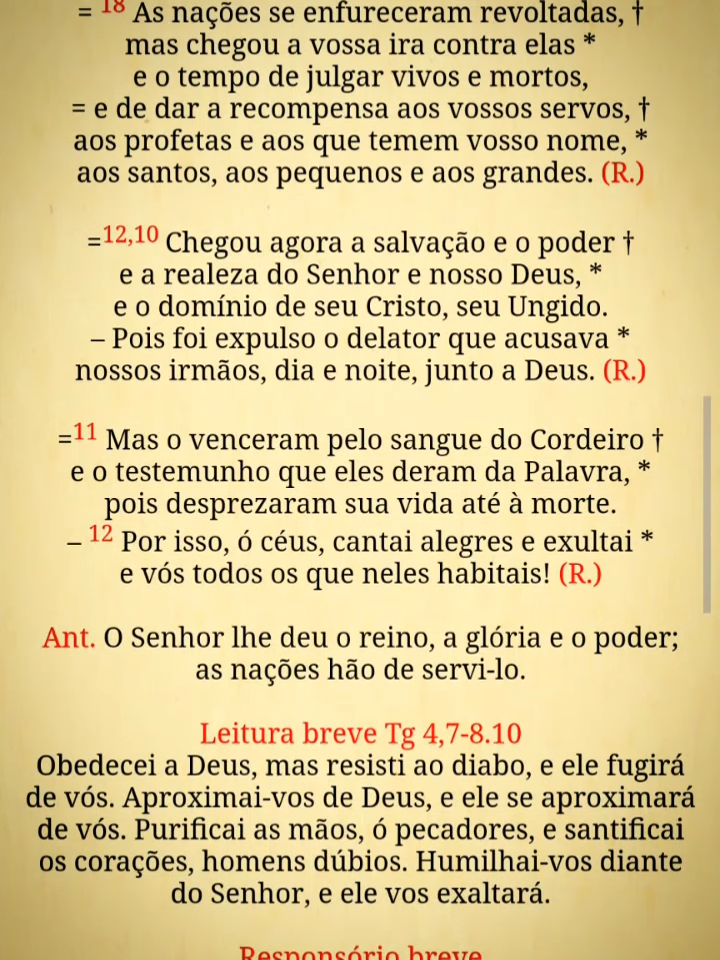 = 18 As nações se enfureceram revoltadas, †
mas chegou a vossa ira contra elas *
e o tempo de julgar vivos e mortos,
= e de dar a recompensa aos vossos servos, †
aos profetas e aos que temem vosso nome, *
aos santos, aos pequenos e aos grandes. (R.)
=12,10 Chegou agora a salvação e o poder †
e a realeza do Senhor e nosso Deus, *
e o domínio de seu Cristo, seu Ungido.
– Pois foi expulso o delator que acusava *
nossos irmãos, dia e noite, junto a Deus. (R.)
=11 Mas o venceram pelo sangue do Cordeiro †
e o testemunho que eles deram da Palavra, *
pois desprezaram sua vida até à morte.
– 12 Por isso, ó céus, cantai alegres e exultai *
e vós todos os que neles habitais! (R.)
Ant. O Senhor lhe deu o reino, a glória e o poder;
as nações hão de servi-lo.
Leitura breve Tg 4,7-8.10
Obedecei a Deus, mas resisti ao diabo, e ele fugirá
de vós. Aproximai-vos de Deus, e ele se aproximará
de vós. Purificai as mãos, ó pecadores, e santificai
os corações, homens dúbios. Humilhai-vos diante
do Senhor, e ele vos exaltará.
Responsório breve